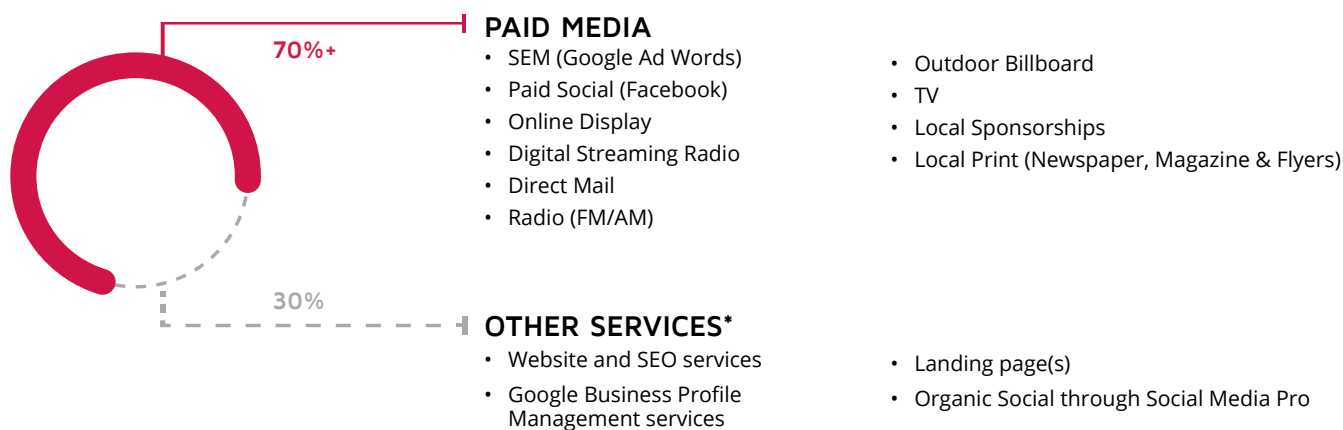 70%+
PAID MEDIA
• SEM (Google Ad Words)
• Paid Social (Facebook)
• Online Display
• Digital Streaming Radio
• Direct Mail
• Radio (FM/AM)
• Outdoor Billboard
• TV
• Local Sponsorships
• Local Print (Newspaper, Magazine & Flyers)
30%
OTHER SERVICES*
• Website and SEO services
• Google Business Profile
Management services
• Landing page(s)
• Organic Social through Social Media Pro